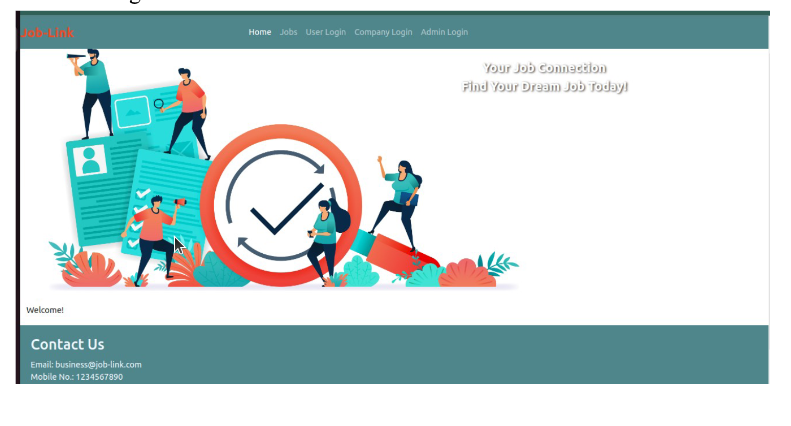 Job-Link
Home Jobs User Login Company Login Admin Login
Your Job Connection
Find Your Dream Job Today!
Welcome!
Contact Us
Email: business@job-link.com
Mobile No.: 1234567890